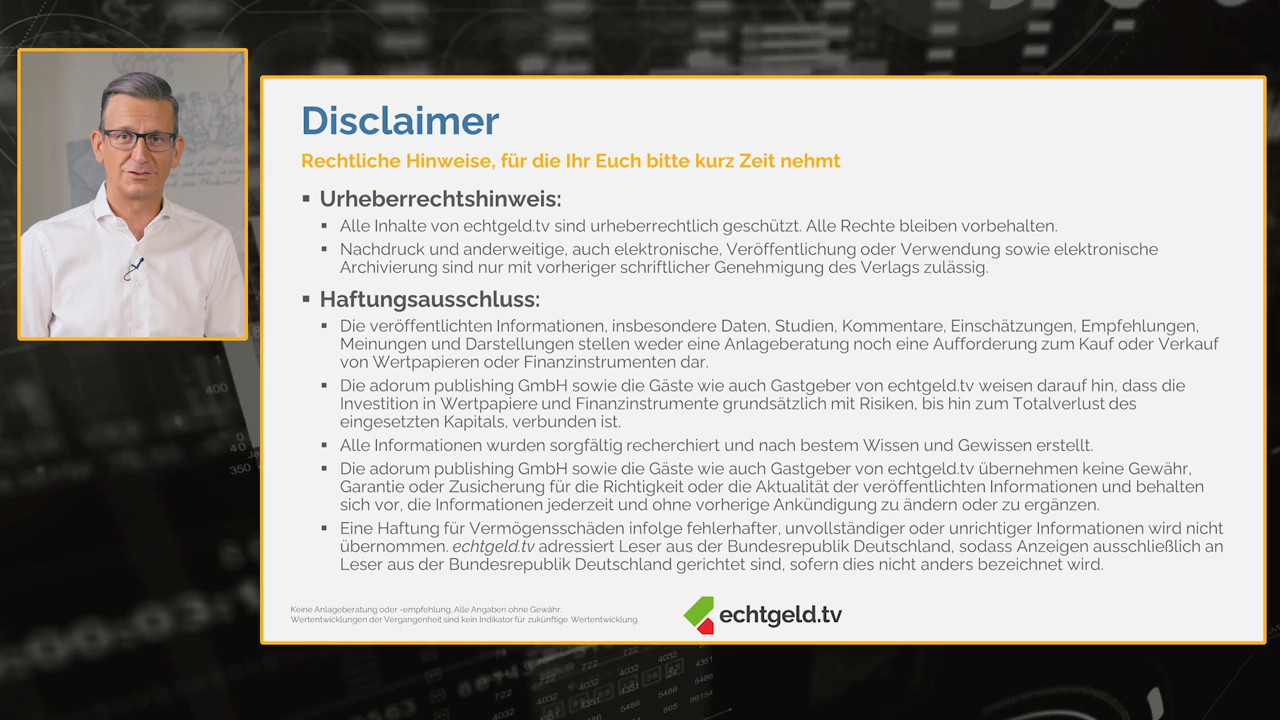 Disclaimer
Rechtliche Hinweise, für die Ihr Euch bitte kurz Zeit nehmt
▪ Urheberrechtshinweis:
▪ Alle Inhalte von echtgeld.tv sind urheberrechtlich geschützt. Alle Rechte bleiben vorbehalten.
▪ Nachdruck und anderweitige, auch elektronische, Veröffentlichung oder Verwendung sowie elektronische
Archivierung sind nur mit vorheriger schriftlicher Genehmigung des Verlags zulässig.
▪ Haftungsausschluss:
▪ Die veröffentlichten Informationen, insbesondere Daten, Studien, Kommentare, Einschätzungen, Empfehlungen,
Meinungen und Darstellungen stellen weder eine Anlageberatung noch eine Aufforderung zum Kauf oder Verkauf
von Wertpapieren oder Finanzinstrumenten dar.
▪ Die adorum publishing GmbH sowie die Gäste wie auch Gastgeber von echtgeld.tv weisen darauf hin, dass die
Investition in Wertpapiere und Finanzinstrumente grundsätzlich mit Risiken, bis hin zum Totalverlust des
eingesetzten Kapitals, verbunden ist.
▪ Alle Informationen wurden sorgfältig recherchiert und nach bestem Wissen und Gewissen erstellt.
▪ Die adorum publishing GmbH sowie die Gäste wie auch Gastgeber von echtgeld.tv übernehmen keine Gewähr,
Garantie oder Zusicherung für die Richtigkeit oder die Aktualität der veröffentlichten Informationen und behalten
sich vor, die Informationen jederzeit und ohne vorherige Ankündigung zu ändern oder zu ergänzen.
▪ Eine Haftung für Vermögensschäden infolge fehlerhafter, unvollständiger oder unrichtiger Informationen wird nicht
übernommen. echtgeld.tv adressiert Leser aus der Bundesrepublik Deutschland, sodass Anzeigen ausschließlich an
Leser aus der Bundesrepublik Deutschland gerichtet sind, sofern dies nicht anders bezeichnet wird.
Keine Anlageberatung oder -empfehlung. Alle Angaben ohne Gewähr.
Wertentwicklungen der Vergangenheit sind kein Indikator für zukünftige Wertentwicklung.
echtgeld.tv
400
350